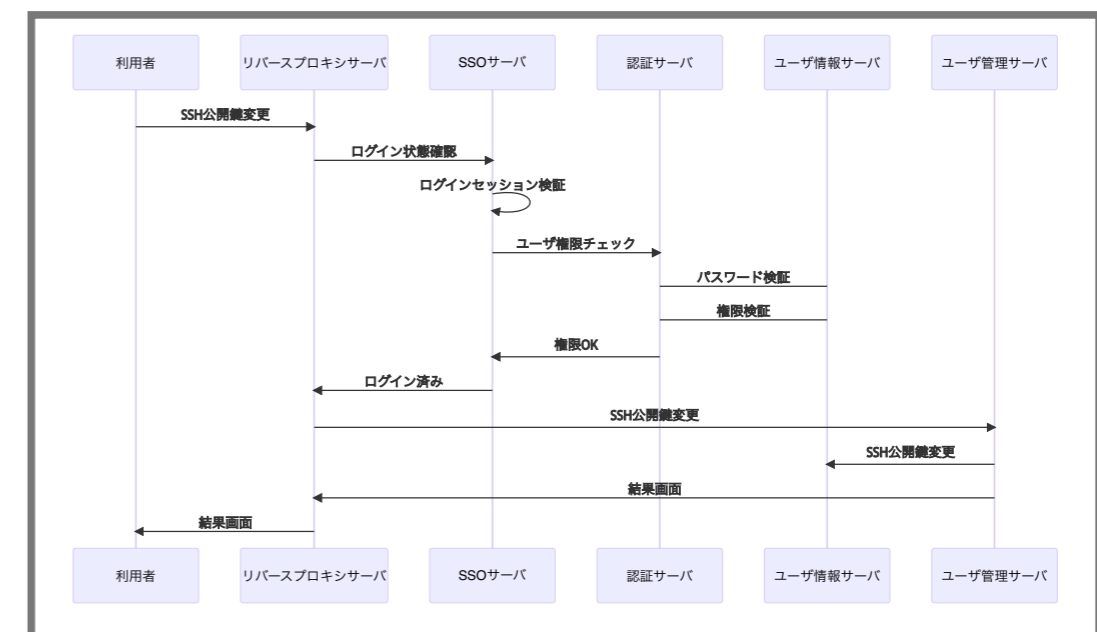 利用者
リバースプロキシサーバ
SSOサーバ
認証サーバ
ユーザ情報サーバ
ユーザ管理サーバ
SSH公開鍵変更
ログイン状態確認
ログインセッション検証
ユーザ権限チェック
パスワード検証
権限検証
権限OK
ログイン済み
SSH公開鍵変更
SSH公開鍵変更
結果画面
結果画面
利用者
リバースプロキシサーバ
SSOサーバ
認証サーバ
ユーザ情報サーバ
ユーザ管理サーバ